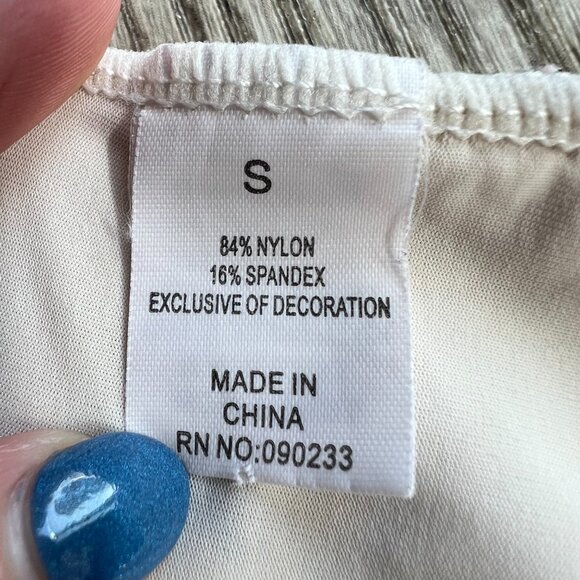 S
84% NYLON
16% SPANDEX
EXCLUSIVE OF DECORATION
MADE IN
CHINA
RN NO:090233